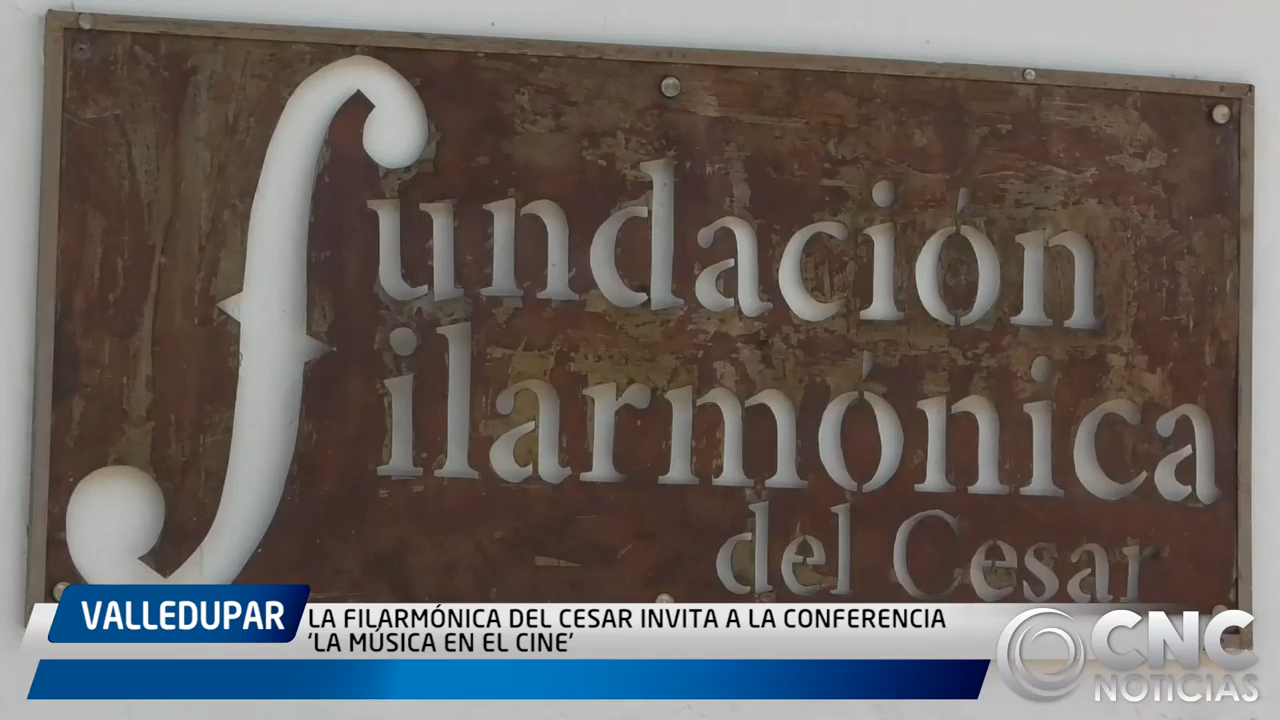 fundación
filarmónica
del Cesar
VALLEDUPAR
LA FILARMÓNICA DEL CESAR INVITA A LA CONFERENCIA
'LA MÚSICA EN EL CINE'
CNC
NOTICIAS